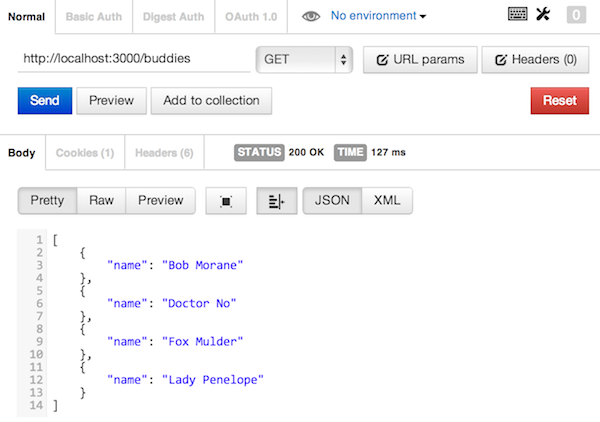 Normal Basic Auth Digest Auth OAuth 1.0 No environment 0
http://localhost:3000/buddies GET URL params Headers (0)
Send Preview Add to collection Reset
Body Cookies (1) Headers (6) STATUS 200 OK TIME 127 ms
Pretty Raw Preview JSON XML
1 [
2 {
3 "name": "Bob Morane"
4 },
5 {
6 "name": "Doctor No"
7 },
8 {
9 "name": "Fox Mulder"
10 },
11 {
12 "name": "Lady Penelope"
13 }
14 ]